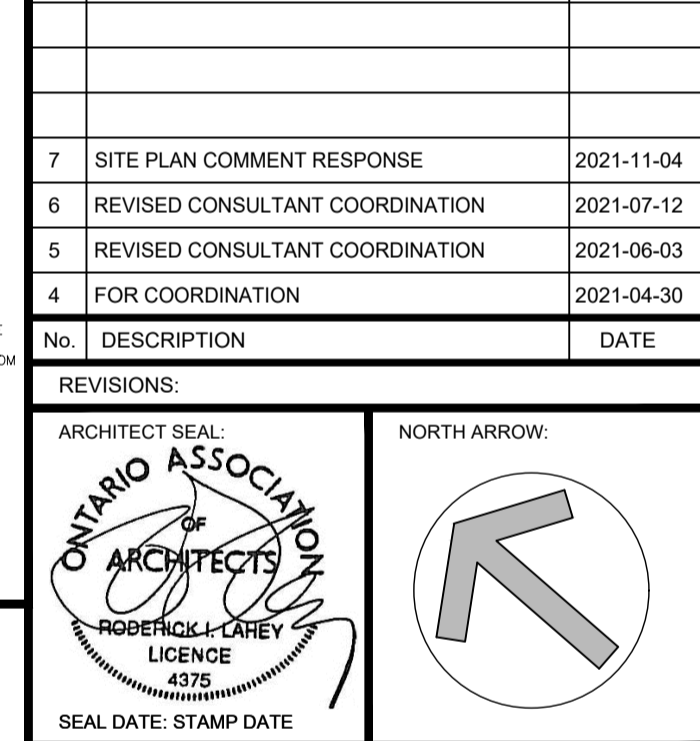 7 SITE PLAN COMMENT RESPONSE 2021-11-04
6 REVISED CONSULTANT COORDINATION 2021-07-12
5 REVISED CONSULTANT COORDINATION 2021-06-03
4 FOR COORDINATION 2021-04-30
No. DESCRIPTION DATE
REVISIONS:
ARCHITECT SEAL:
ONTARIO ASSOCIATION
OF
ARCHITECTS
RODERICK I. LAHEY
LICENCE
4375
SEAL DATE: STAMP DATE
NORTH ARROW: